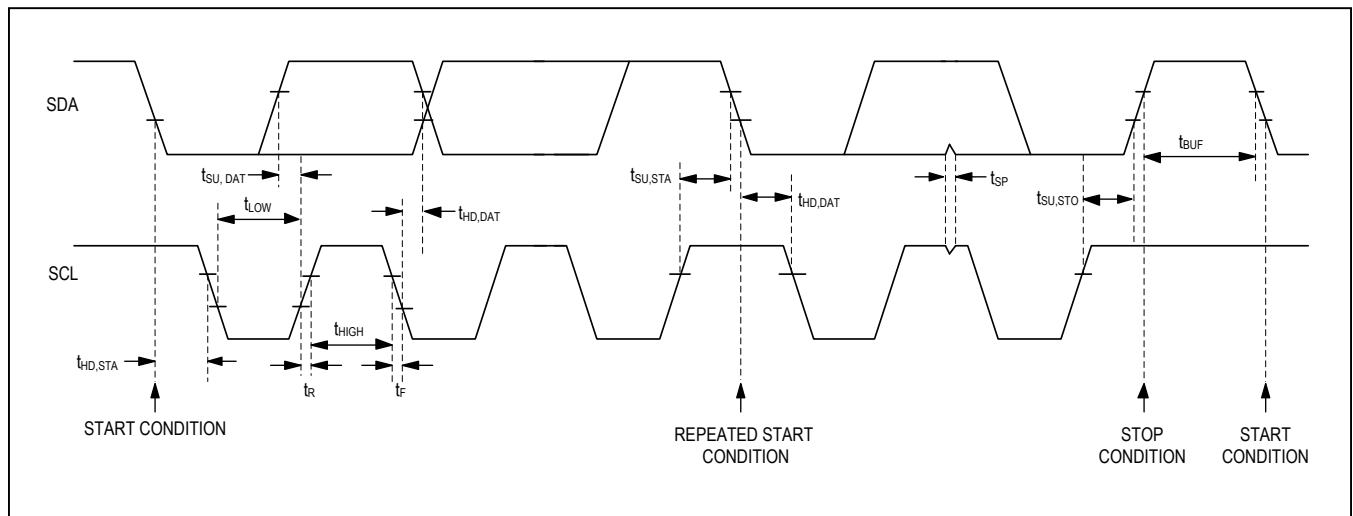 SDA
tSU, DAT
tLOW
tHD,DAT
tSU,STA
tHD,DAT
tSP
tSU,STO
tBUF
SCL
tHD,STA
tHIGH
tR
tF
START CONDITION
REPEATED START
CONDITION
STOP
CONDITION
START
CONDITION